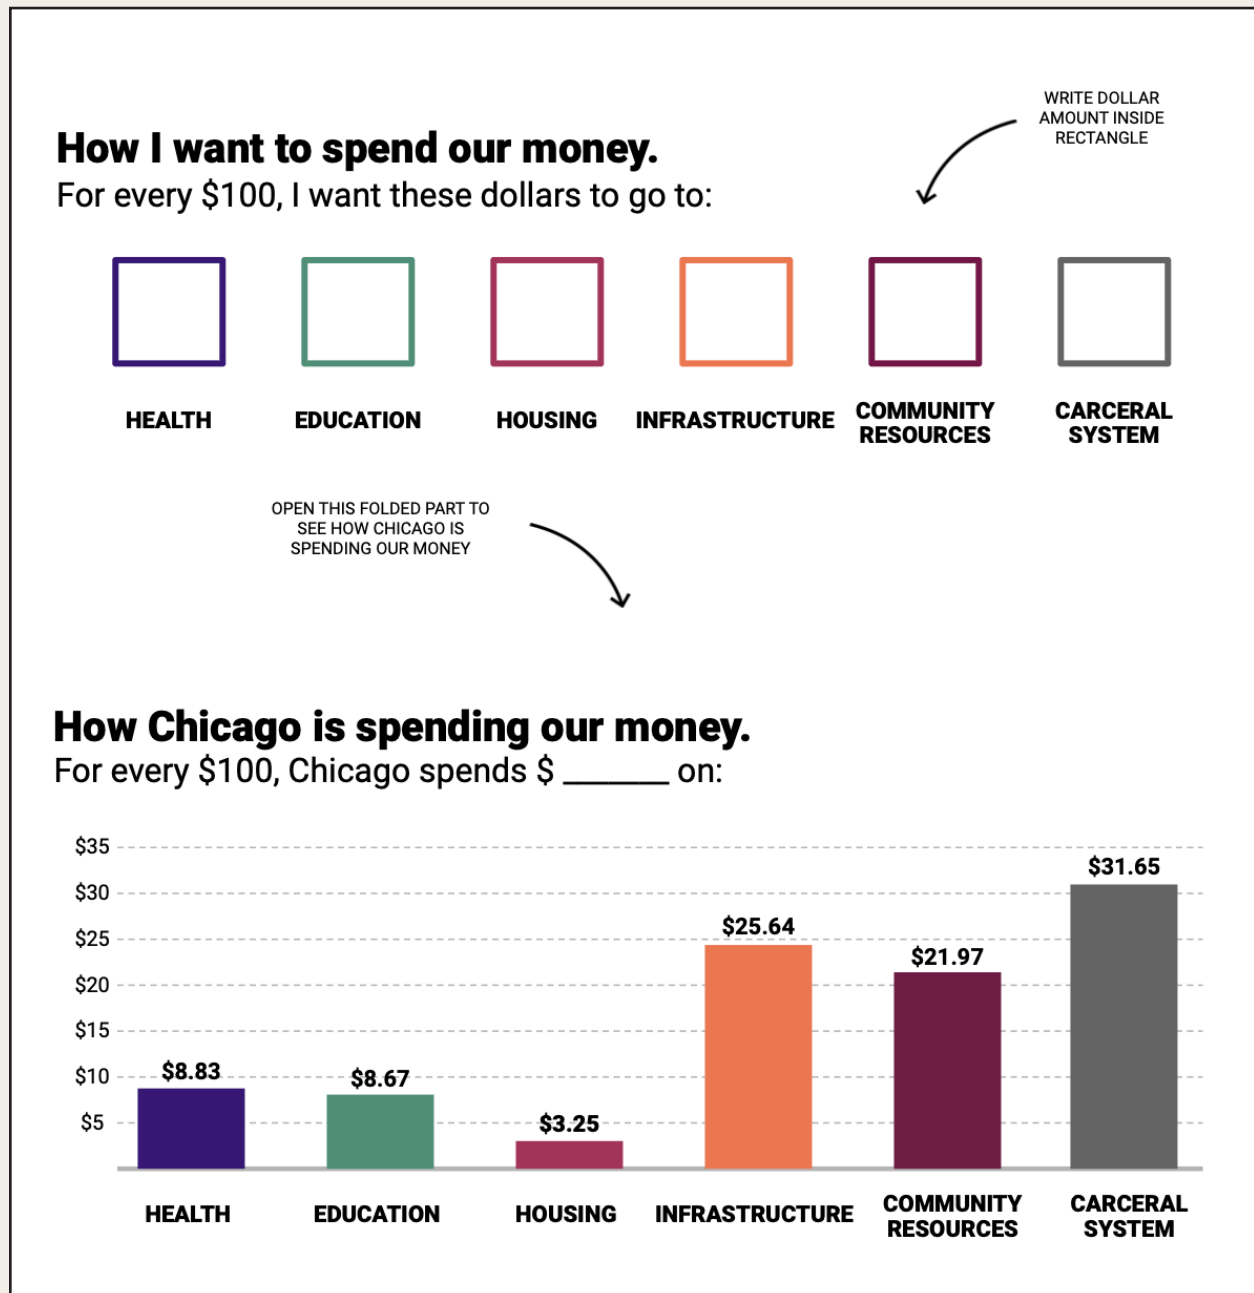 WRITE DOLLAR
AMOUNT INSIDE
RECTANGLE
How I want to spend our money.
For every $100, I want these dollars to go to:
HEALTH
EDUCATION
HOUSING
INFRASTRUCTURE
COMMUNITY
RESOURCES
CARCERAL
SYSTEM
OPEN THIS FOLDED PART TO
SEE HOW CHICAGO IS
SPENDING OUR MONEY
How Chicago is spending our money.
For every $100, Chicago spends $ ______ on:
$35
$30
$25
$20
$15
$10
$5
$8.83
$8.67
$3.25
$25.64
$21.97
$31.65
HEALTH
EDUCATION
HOUSING
INFRASTRUCTURE
COMMUNITY
RESOURCES
CARCERAL
SYSTEM